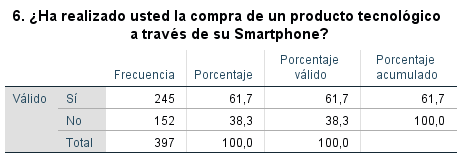 6. ¿Ha realizado usted la compra de un producto tecnológico
a través de su Smartphone?
Frecuencia Porcentaje Porcentaje válido Porcentaje acumulado
Válido Sí 245 61,7 61,7 61,7
No 152 38,3 38,3 100,0
Total 397 100,0 100,0